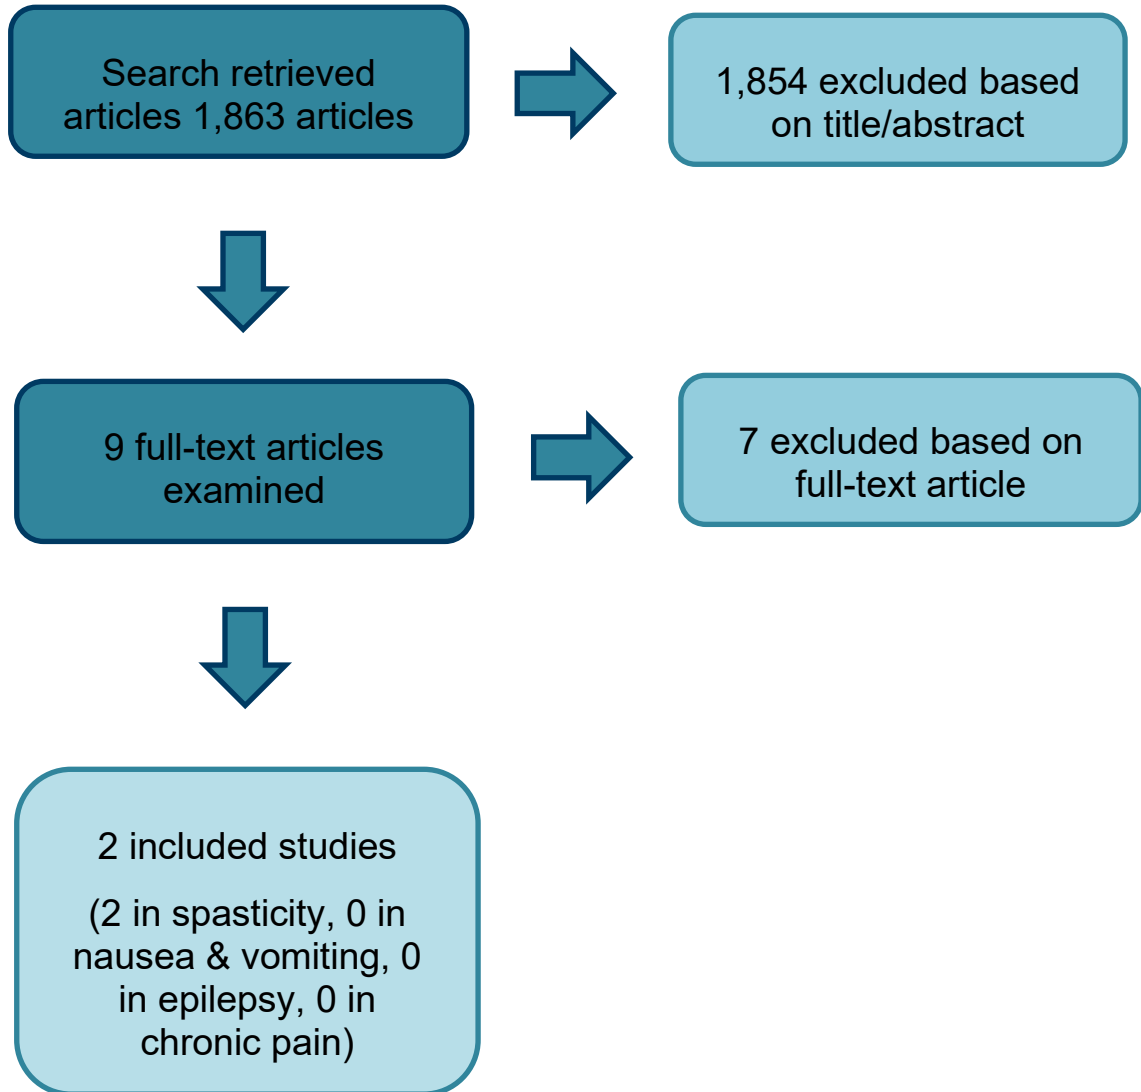 Search retrieved
articles 1,863 articles
1,854 excluded based
on title/abstract
9 full-text articles
examined
7 excluded based on
full-text article
2 included studies
(2 in spasticity, 0 in
nausea & vomiting, 0
in epilepsy, 0 in
chronic pain)